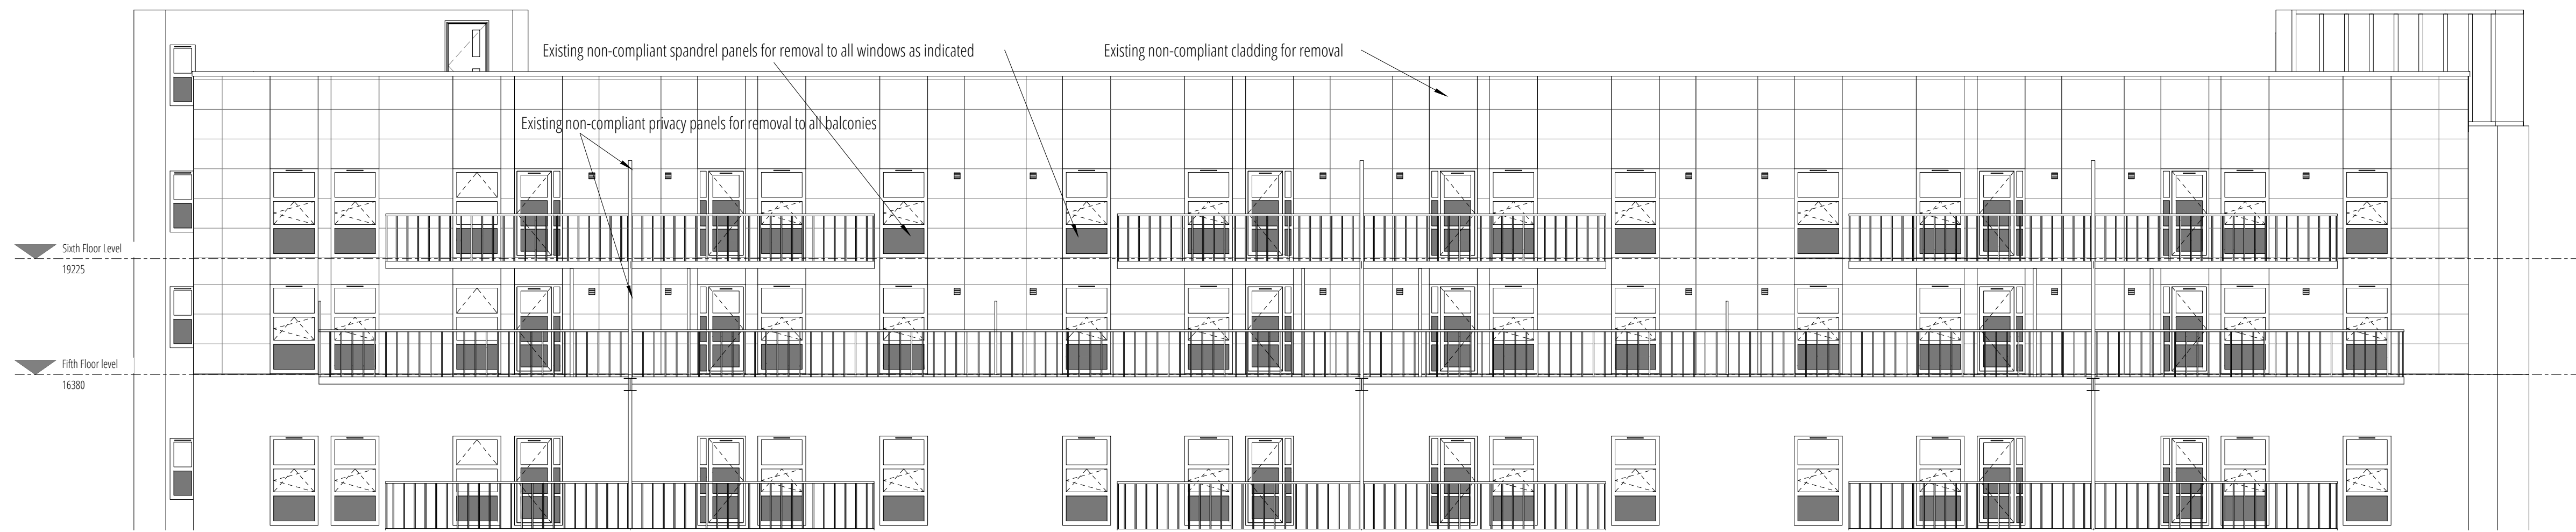 Existing non-compliant spandrel panels for removal to all windows as indicated
Existing non-compliant cladding for removal
Existing non-compliant privacy panels for removal to all balconies
Sixth Floor Level
19225
Fifth Floor level
16380